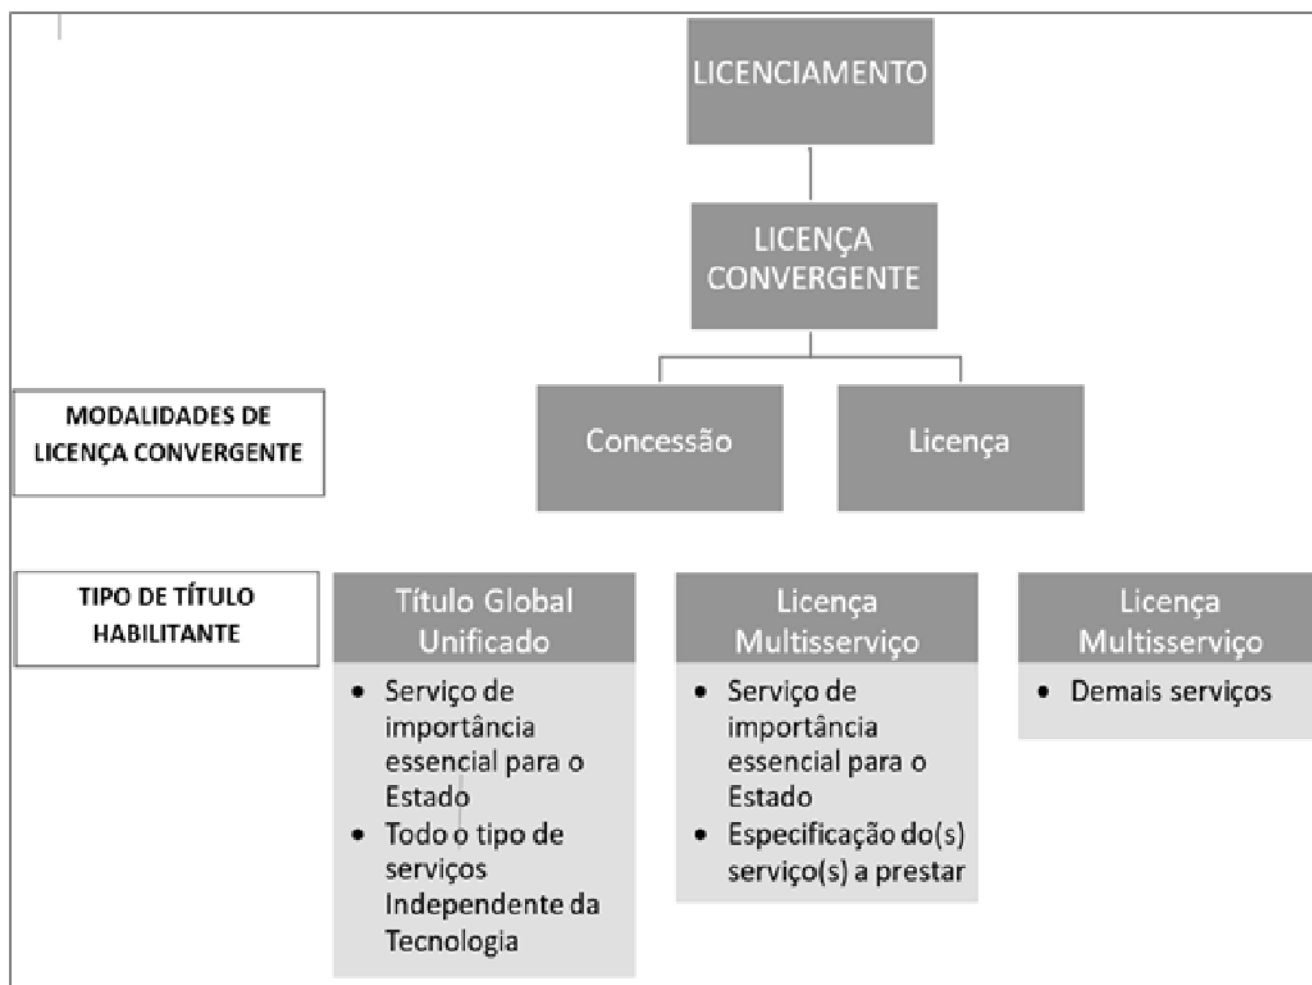 LICENCIAMENTO
LICENÇA
CONVERGENTE
MODALIDADES DE
LICENÇA CONVERGENTE
Concessão
Licença
TIPO DE TÍTULO
HABILITANTE
Título Global
Unificado
• Serviço de
importância
essencial para o
Estado
• Todo o tipo de
serviços
Independente da
Tecnologia
Licença
Multisserviço
• Serviço de
importância
essencial para o
Estado
• Especificação do(s)
serviço(s) a prestar
Licença
Multisserviço
• Demais serviços